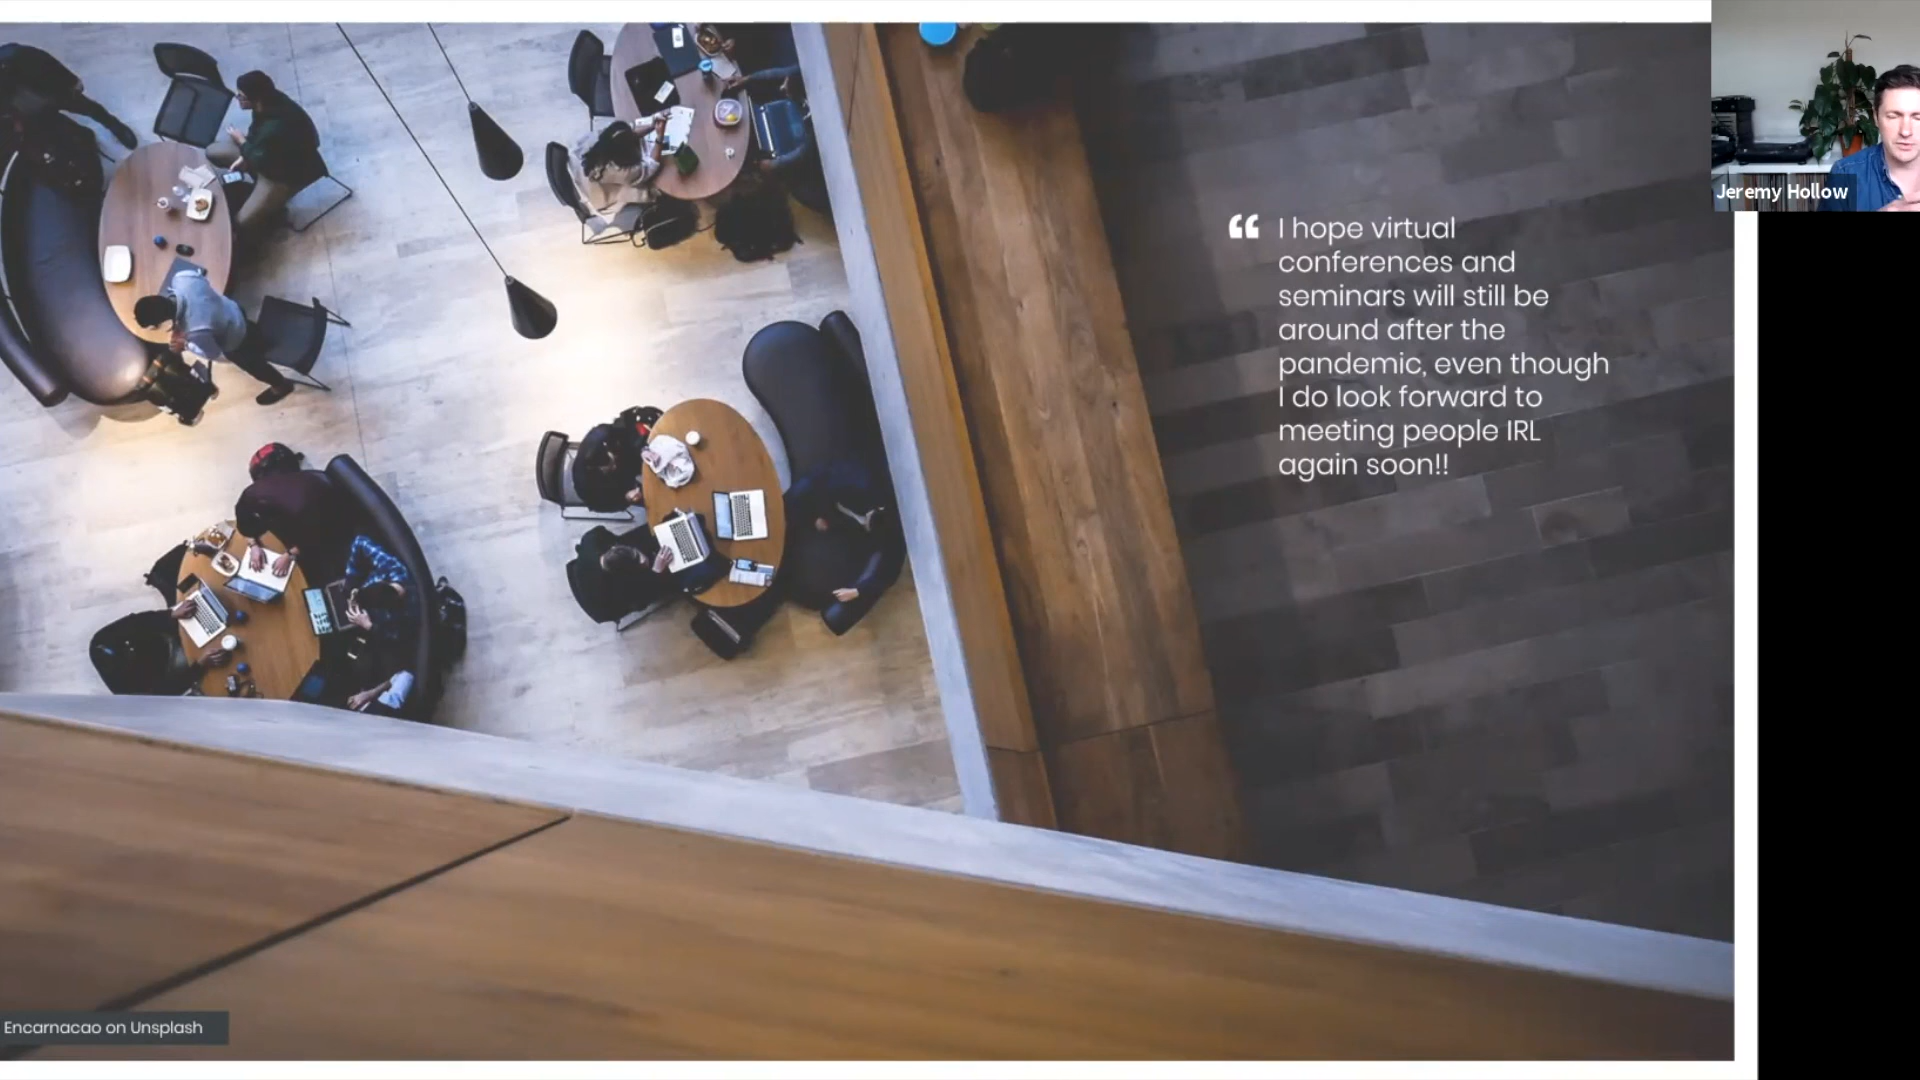 Jeremy Hollow
“ I hope virtual
conferences and
seminars will still be
around after the
pandemic, even though
I do look forward to
meeting people IRL
again soon!!
Encarnacao on Unsplash